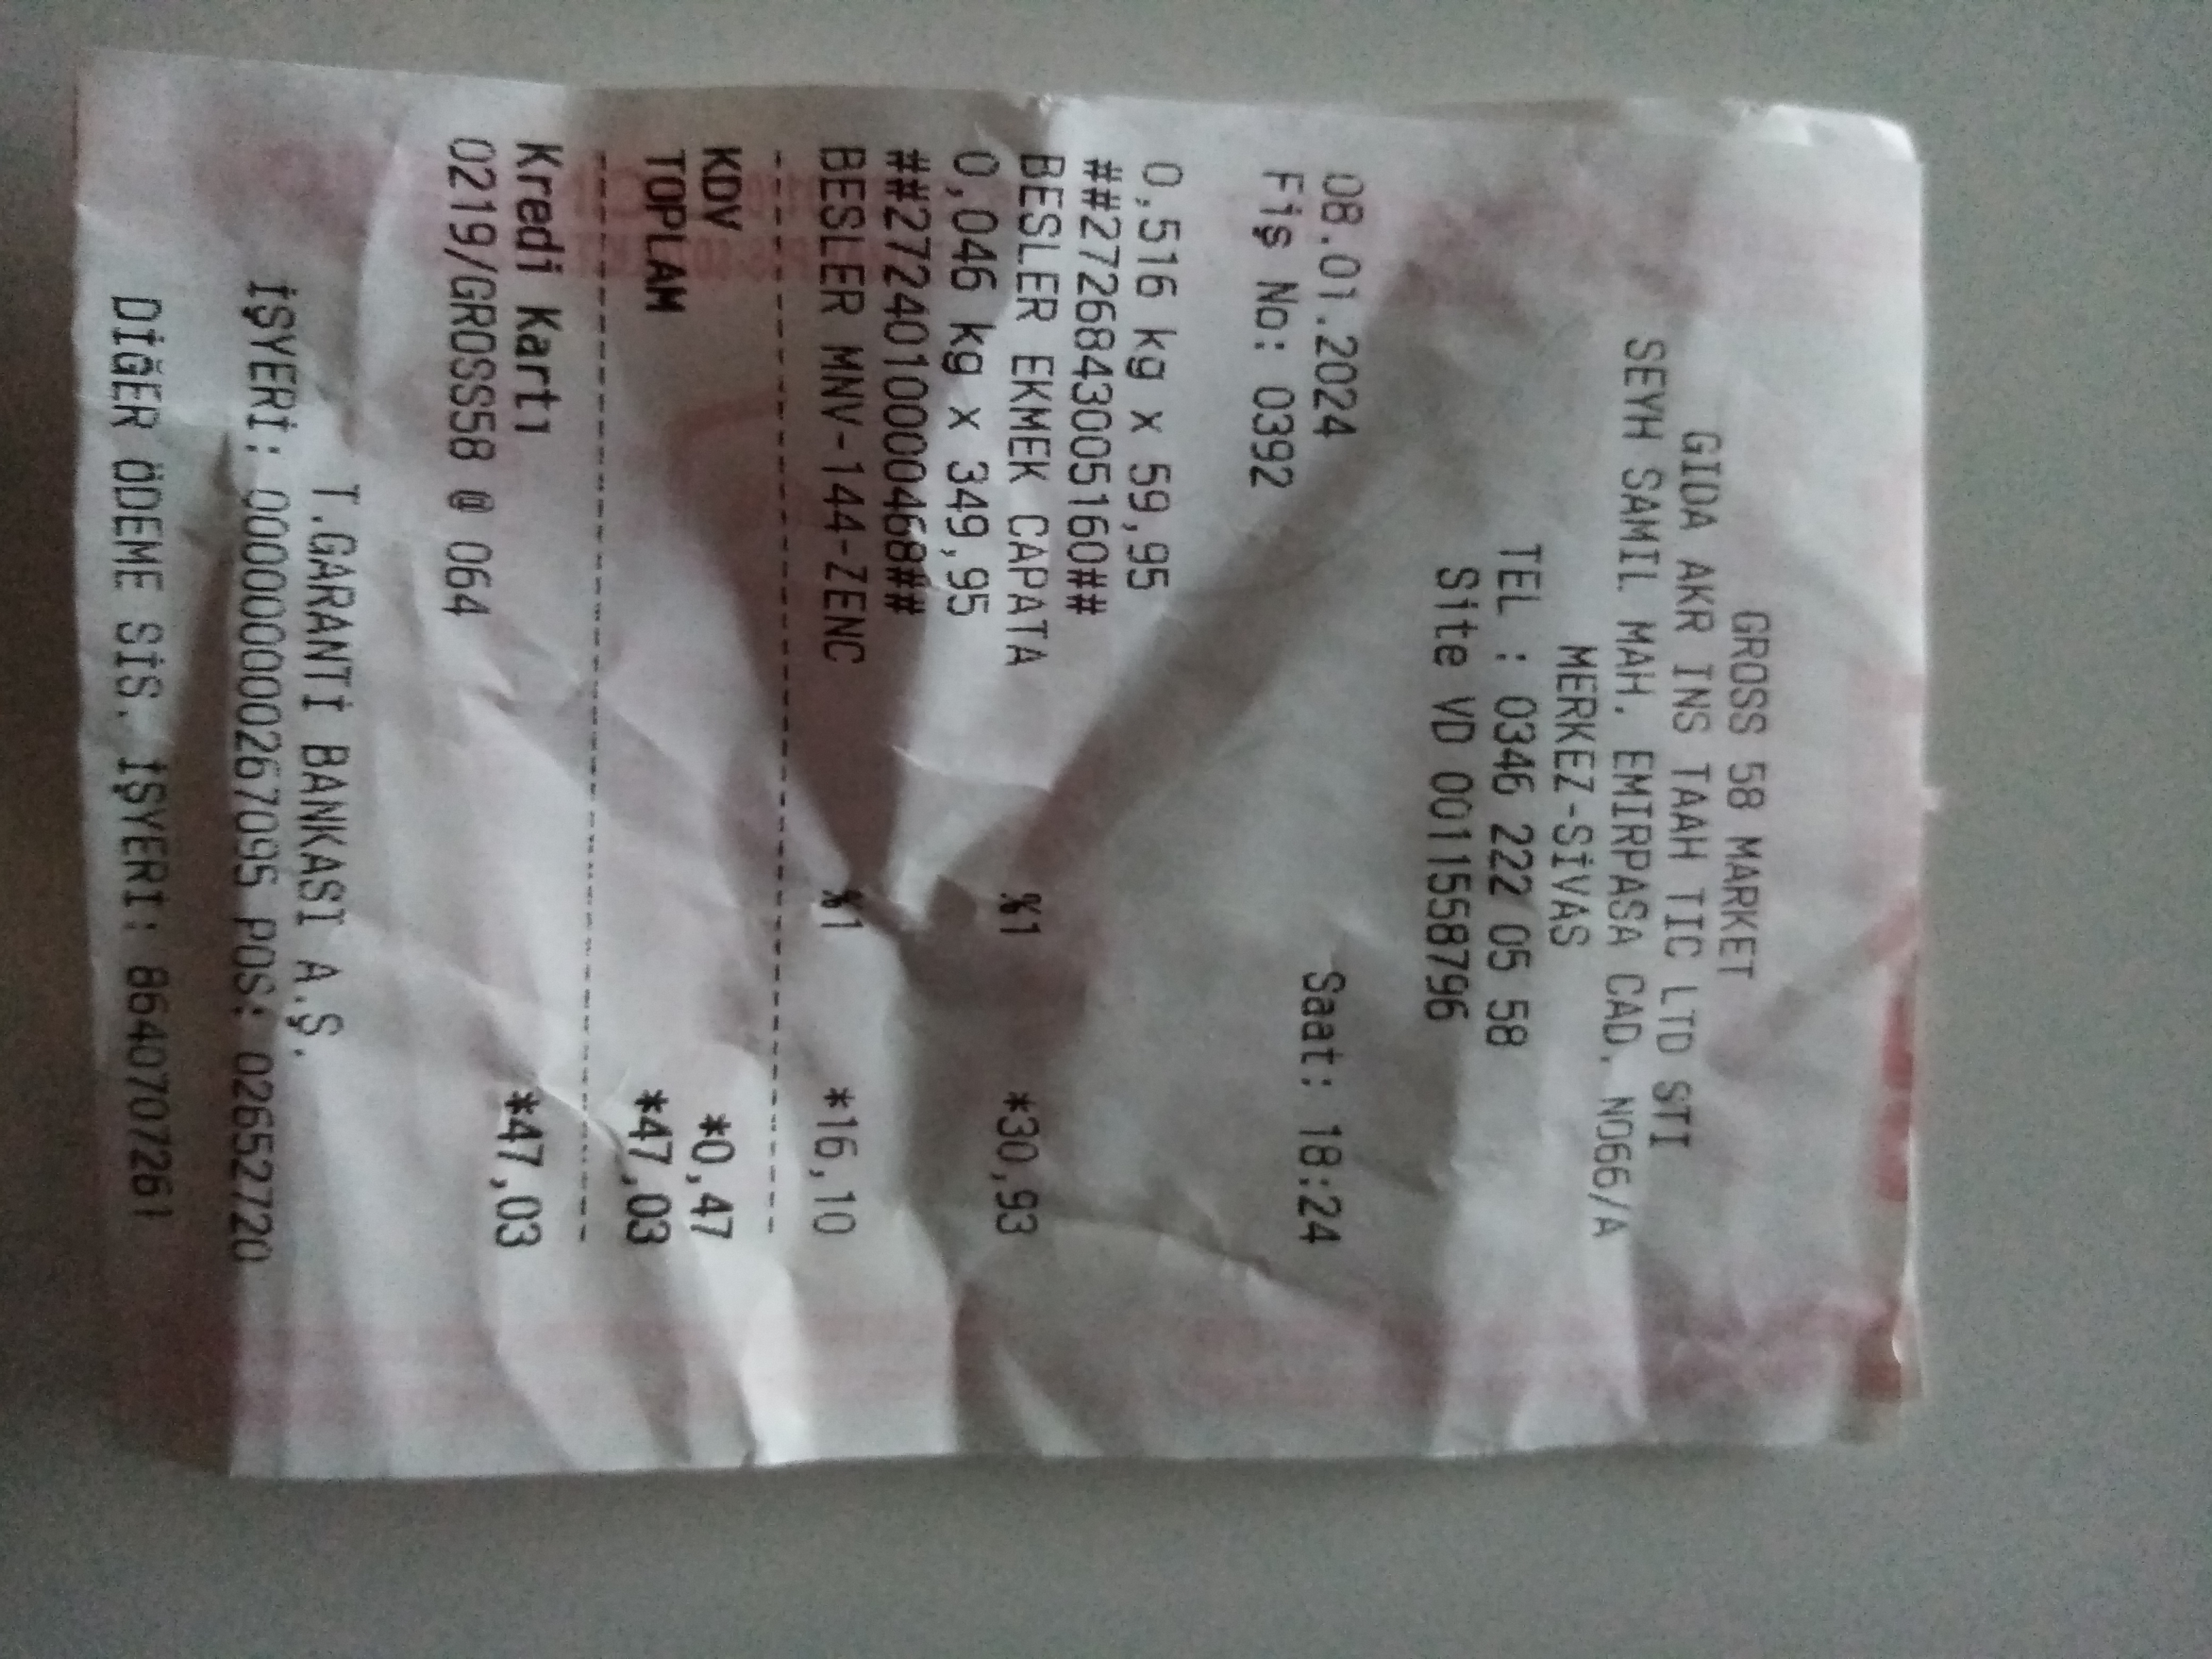 GROSS 58 MARKET
GIDA AKR INS TAAH TIC LTD STI
SEYH SAMIL MAH. EMIRPASA CAD. NO66/A
MERKEZ-SİVAS
TEL : 0346 222 05 58
Site VD 0011558796
08.01.2024 Saat: 18:24
Fiş No: 0392
0,516 kg x 59,95
##2726843005160##
BESLER EKMEK CAPATA %1 *30,93
0,046 kg x 349,95
##2724010000468##
BESLER MNV-144-ZENC %1 *16,10
KDV *0,47
TOPLAM *47,03
Kredi Kartı *47,03
0219/GROSS58 @ 064
T.GARANTİ BANKASI A.Ş.
İŞYERİ: 000000000267095 POS: 02652720
DİĞER ÖDEME SİS. İŞYERİ: 8640707261